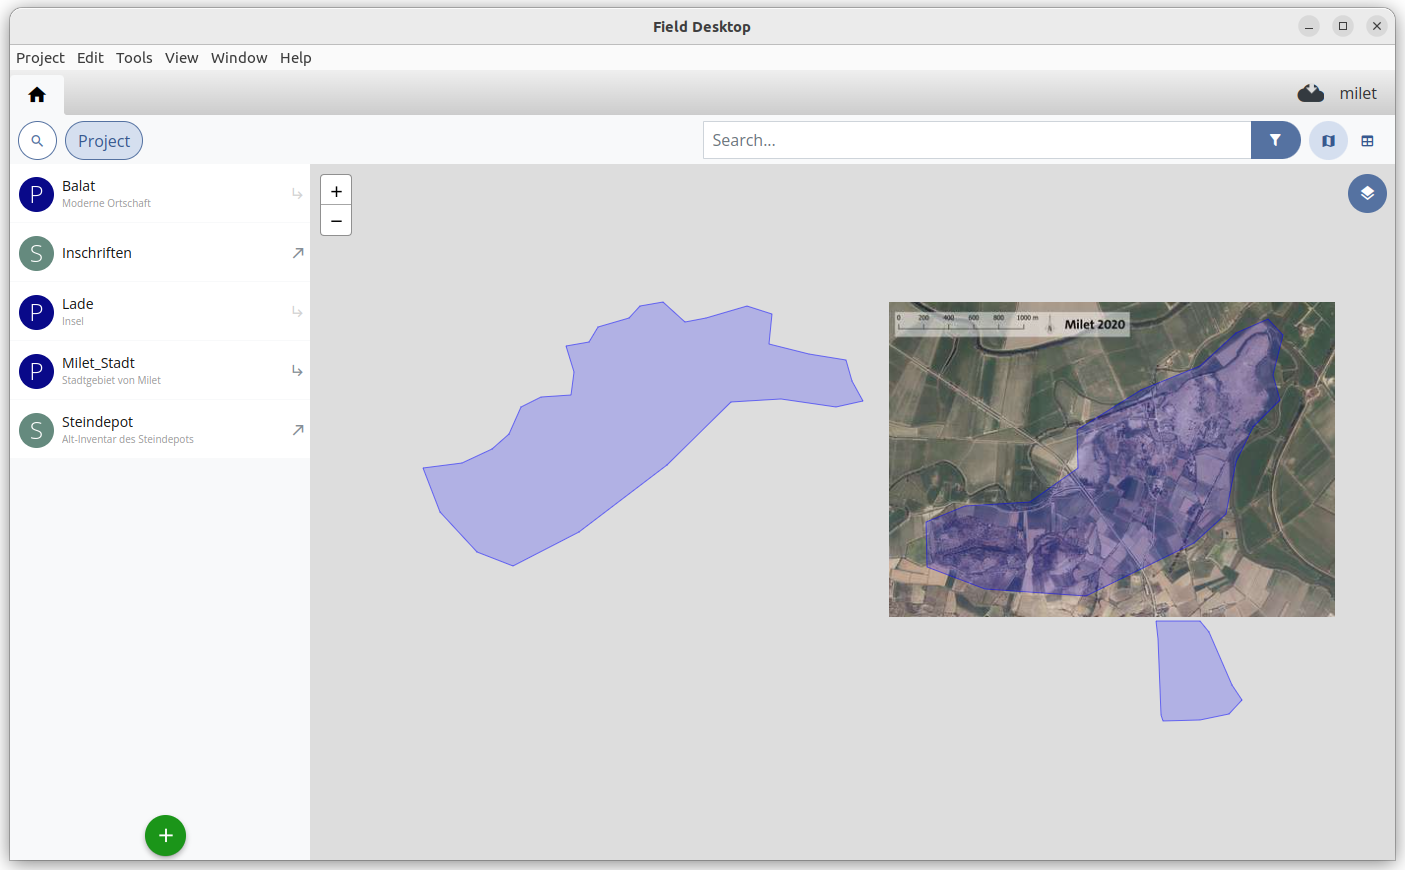 Field Desktop
Project Edit Tools View Window Help
milet
Project
Search...
P Balat
Moderne Ortschaft
S Inschriften
P Lade
Insel
P Milet_Stadt
Stadtgebiet von Milet
S Steindepot
Alt-Inventar des Steindepots
+
−
0 200 400 600 800 1000 m
Milet 2020
+